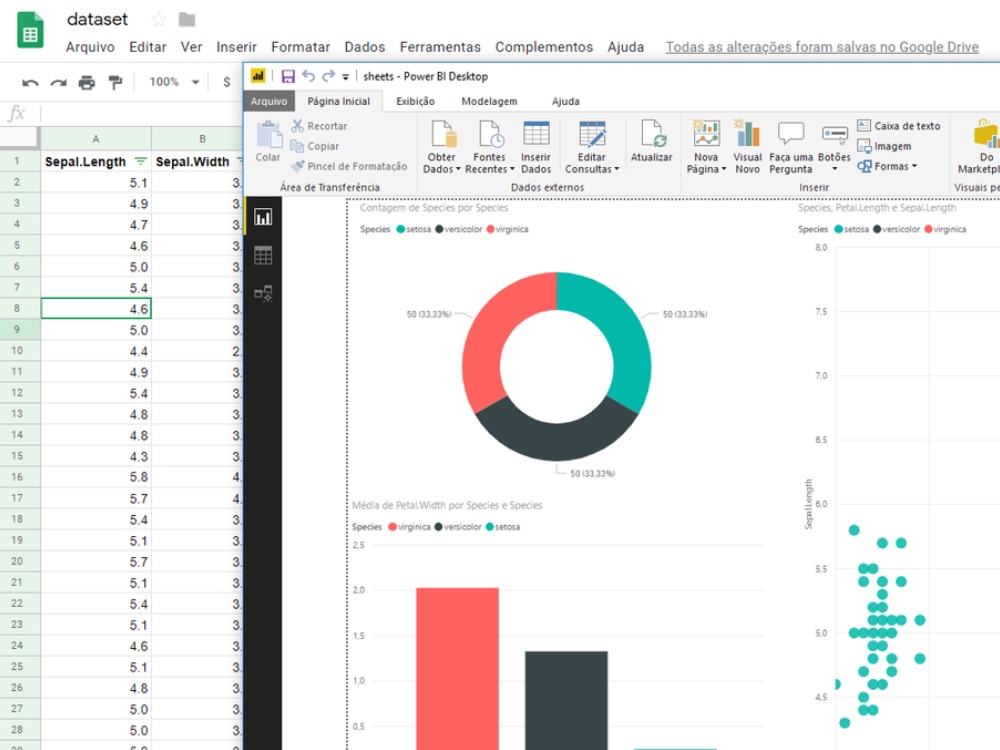 dataset
Arquivo Editar Ver Inserir Formatar Dados Ferramentas Complementos Ajuda Todas as alterações foram salvas no Google Drive
100% $
fx
sheets - Power BI Desktop
Arquivo Página Inicial Exibição Modelagem Ajuda
Colar
Recortar
Copiar
Pincel de Formatação
Área de Transferência
Obter Dados
Fontes Recentes
Inserir Dados
Editar Consultas
Atualizar
Dados externos
Nova Página
Visual Novo
Faça uma Pergunta
Botões
Caixa de texto
Imagem
Formas
Inserir
Do
Visuais
A B
1 Sepal.Length Sepal.Width
2 5.1 3.
3 4.9 3.
4 4.7 3.
5 4.6 3.
6 5.0 3.
7 5.4 3.
8 4.6 3.
9 5.0 3.
10 4.4 2.
11 4.9 3.
12 5.4 3.
13 4.8 3.
14 4.8 3.
15 4.3 3.
16 5.8 4.
17 5.7 4.
18 5.4 3.
19 5.1 3.
20 5.7 3.
21 5.1 3.
22 5.4 3.
23 5.1 3.
24 4.6 3.
25 5.1 3.
26 4.8 3.
27 5.0 3.
28 5.0 3.
Contagem de Species por Species
Species setosa versicolor virginica
50 (33,33%)
50 (33,33%)
50 (33,33%)
Média de Petal.Width por Species e Species
Species virginica versicolor setosa
2,5
2,0
1,5
1,0
0,5
Species, Petal.Length e Sepal.Length
Species setosa versicolor virginica
8,0
7,5
7,0
6,5
6,0
5,5
5,0
4,5
Sepal.Length